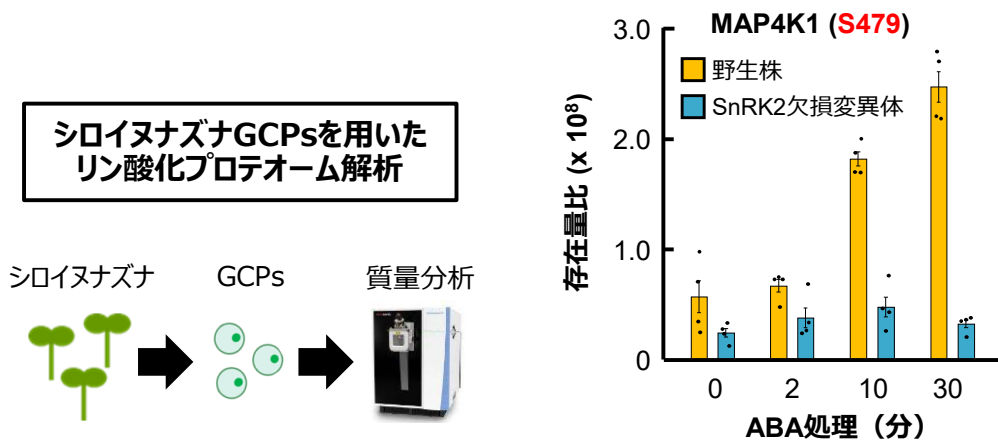 シロイヌナズナGCPsを用いた
リン酸化プロテオーム解析
シロイヌナズナ
GCPs
質量分析
MAP4K1 (S479)
野生株
SnRK2欠損変異体
存在量比 (x 10⁸)
3.0
2.0
1.0
0
0 2 10 30
ABA処理（分）